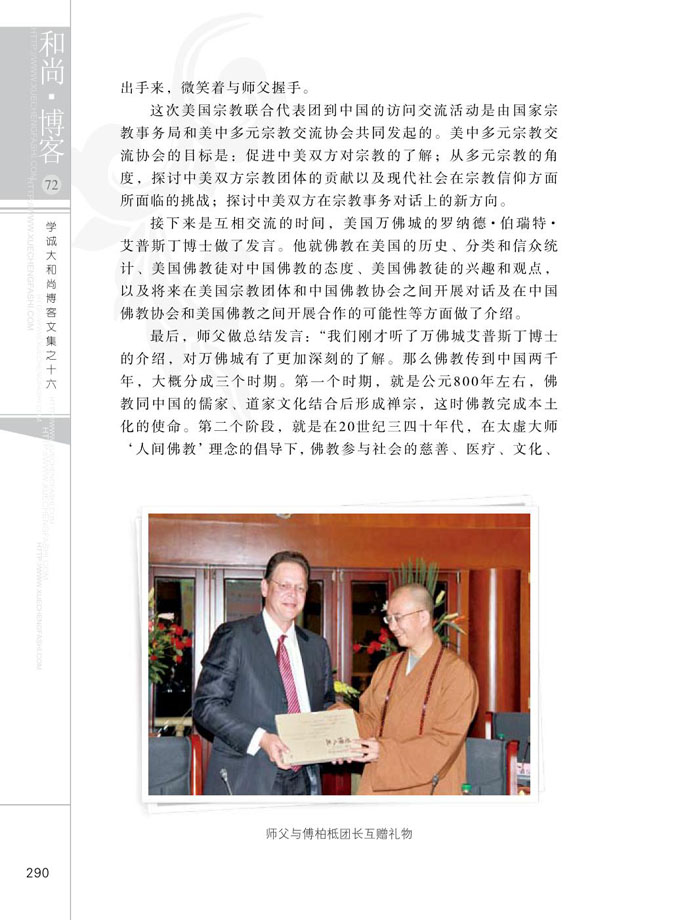 和尚·博客
72
学诚大和尚博客文集之十六
出手来，微笑着与师父握手。
这次美国宗教联合代表团到中国的访问交流活动是由国家宗
教事务局和美中多元宗教交流协会共同发起的。美中多元宗教交
流协会的目标是：促进中美双方对宗教的了解；从多元宗教的角
度，探讨中美双方宗教团体的贡献以及现代社会在宗教信仰方面
所面临的挑战；探讨中美双方在宗教事务对话上的新方向。
接下来是互相交流的时间，美国万佛城的罗纳德·伯瑞特·
艾普斯丁博士做了发言。他就佛教在美国的历史、分类和信众统
计、美国佛教徒对中国佛教的态度、美国佛教徒的兴趣和观点，
以及将来在美国宗教团体和中国佛教协会之间开展对话及在中国
佛教协会和美国佛教之间开展合作的可能性等方面做了介绍。
最后，师父做总结发言：“我们刚才听了万佛城艾普斯丁博士
的介绍，对万佛城有了更加深刻的了解。那么佛教传到中国两千
年，大概分成三个时期。第一个时期，就是公元800年左右，佛
教同中国的儒家、道家文化结合后形成禅宗，这时佛教完成本土
化的使命。第二个阶段，就是在20世纪三四十年代，在太虚大师
‘人间佛教’理念的倡导下，佛教参与社会的慈善、医疗、文化、
师父与傅柏柢团长互赠礼物
290